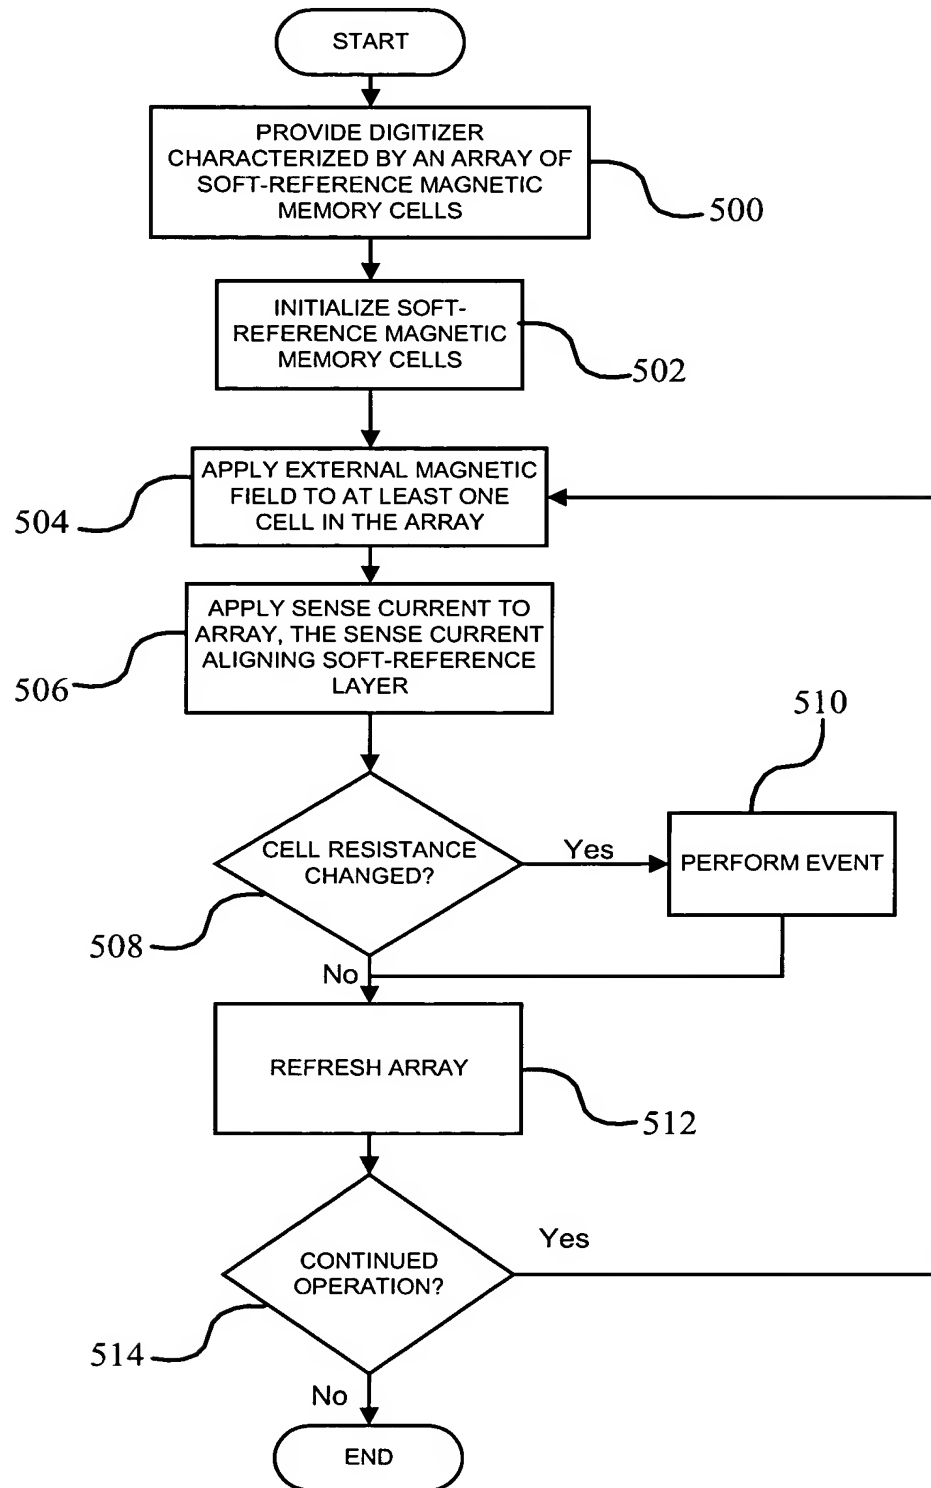 START
PROVIDE DIGITIZER
CHARACTERIZED BY AN ARRAY OF
SOFT-REFERENCE MAGNETIC
MEMORY CELLS
500
INITIALIZE SOFT-
REFERENCE MAGNETIC
MEMORY CELLS
502
APPLY EXTERNAL MAGNETIC
FIELD TO AT LEAST ONE
CELL IN THE ARRAY
504
APPLY SENSE CURRENT TO
ARRAY, THE SENSE CURRENT
ALIGNING SOFT-REFERENCE
LAYER
506
510
CELL RESISTANCE
CHANGED?
Yes
PERFORM EVENT
508
No
REFRESH ARRAY
512
CONTINUED
OPERATION?
Yes
514
No
END